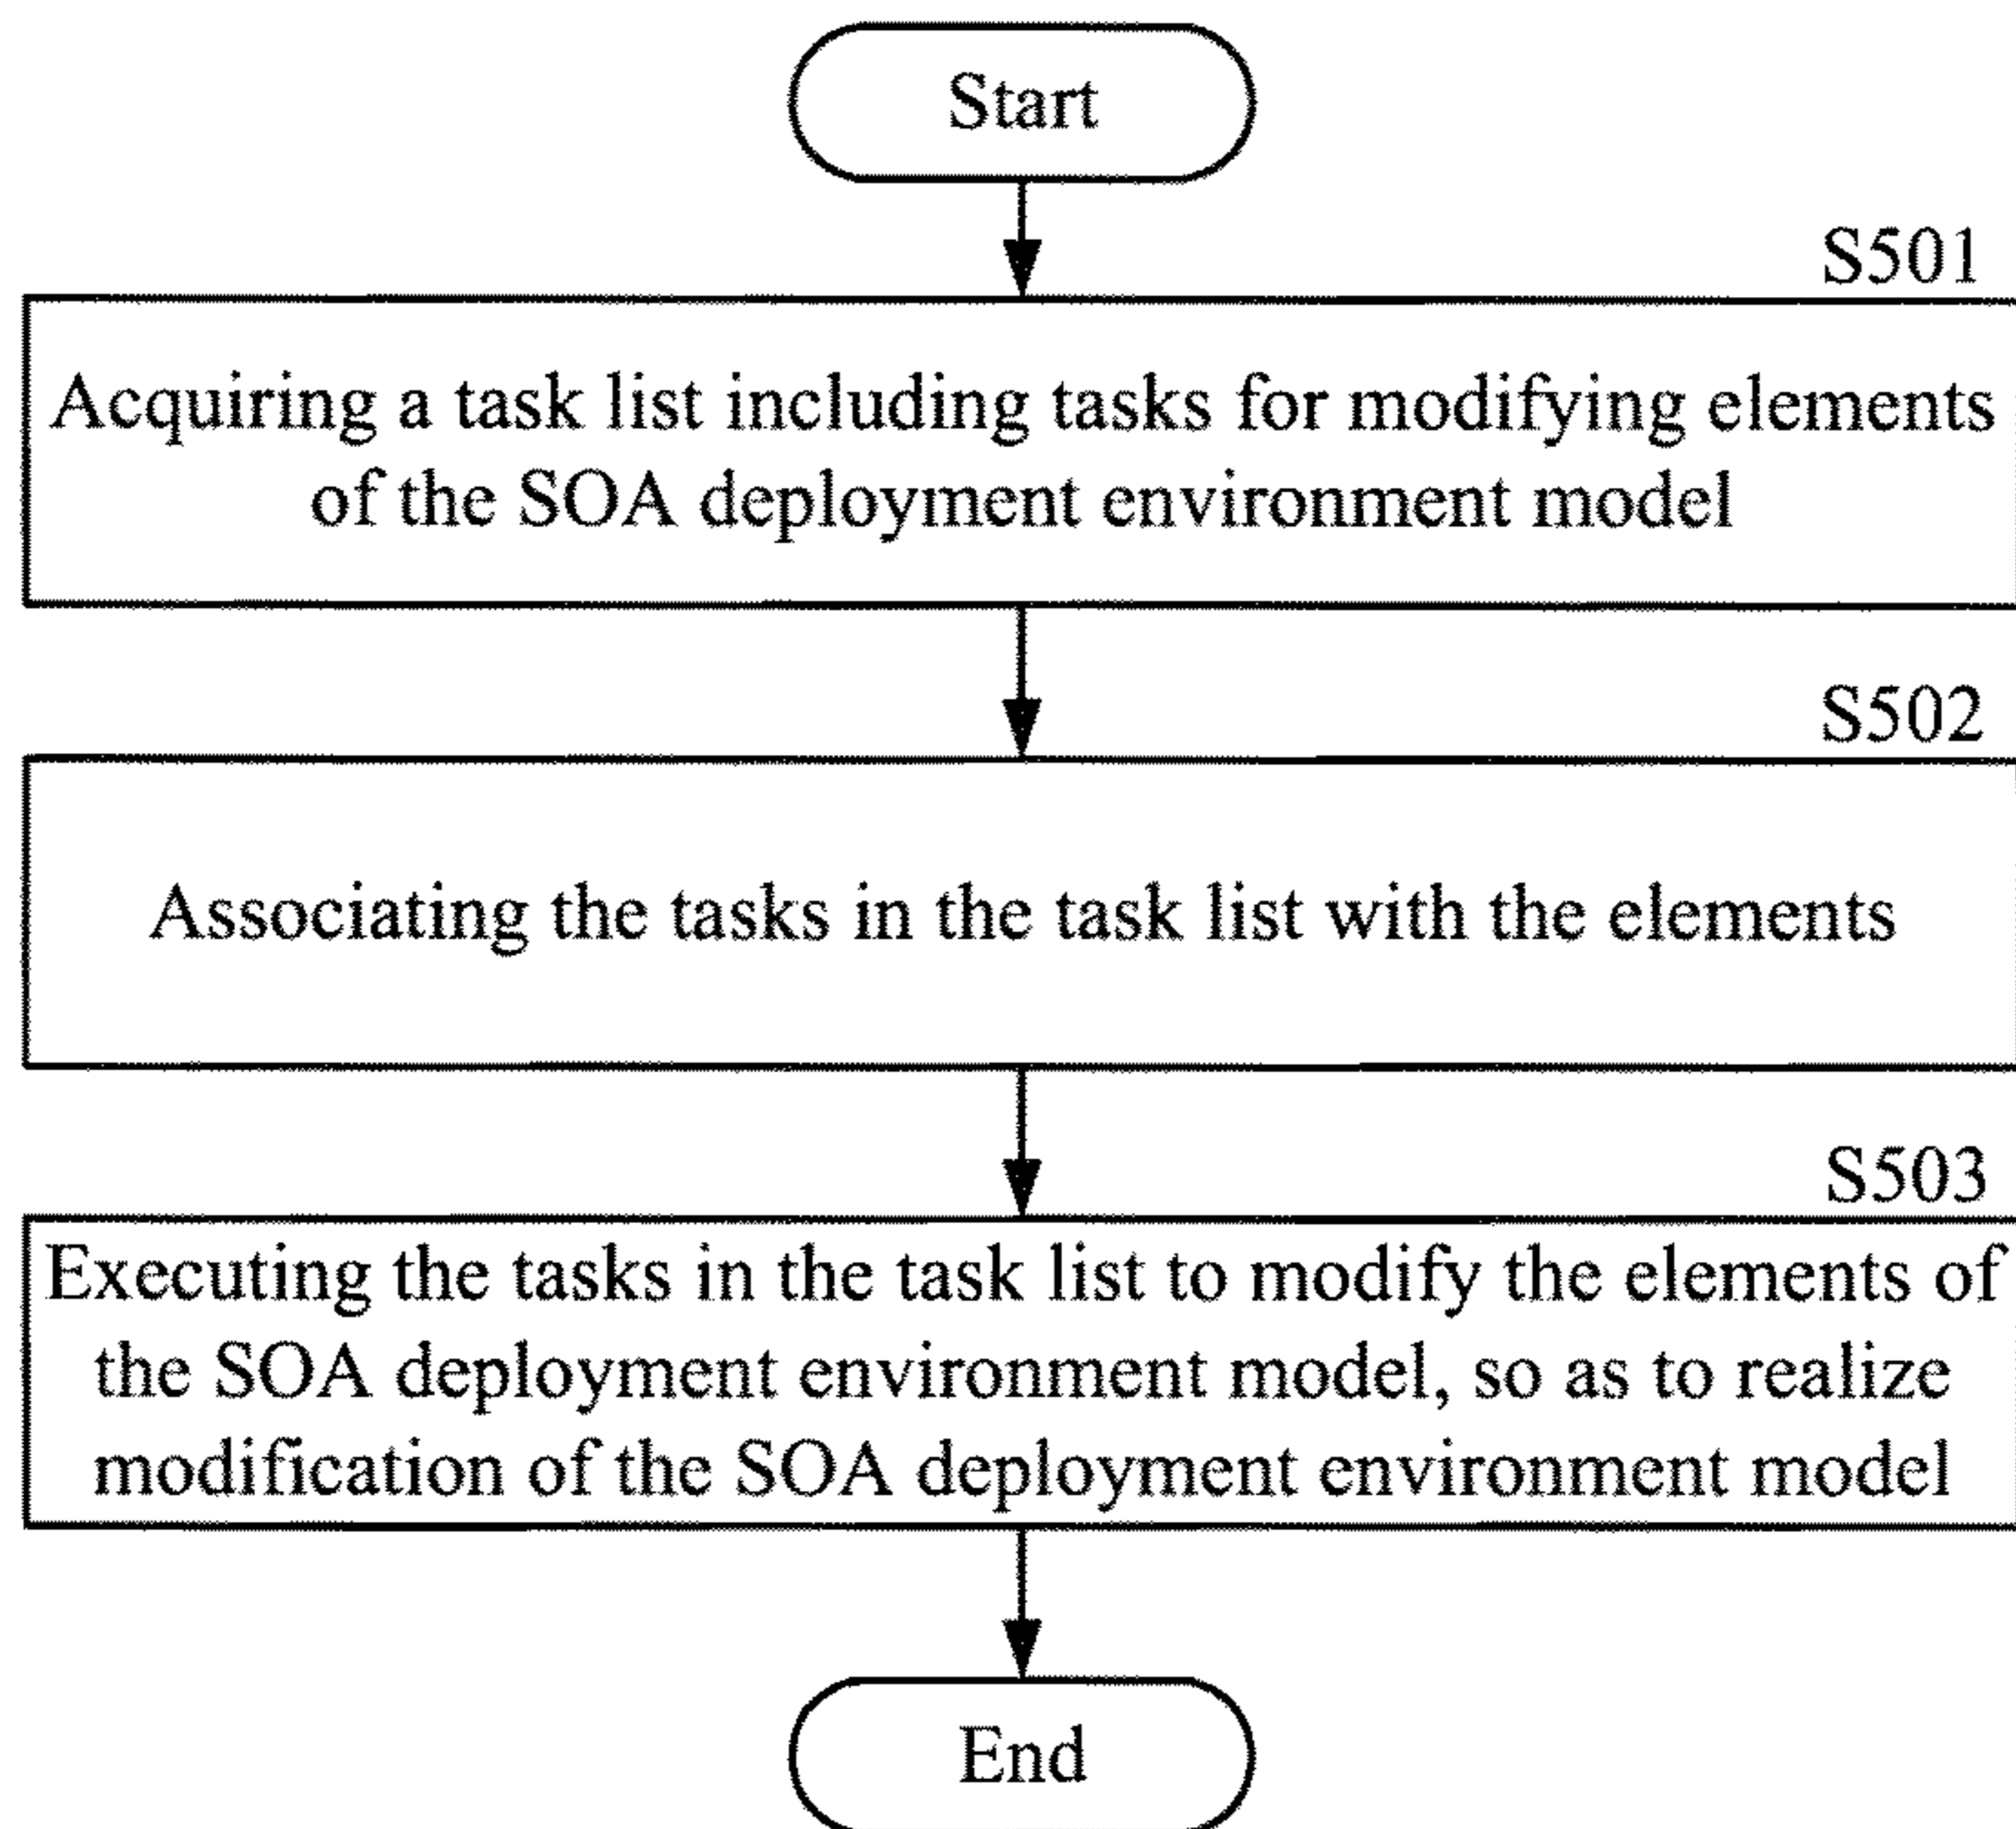 Start
S501
Acquiring a task list including tasks for modifying elements
of the SOA deployment environment model
S502
Associating the tasks in the task list with the elements
S503
Executing the tasks in the task list to modify the elements of
the SOA deployment environment model, so as to realize
modification of the SOA deployment environment model
End